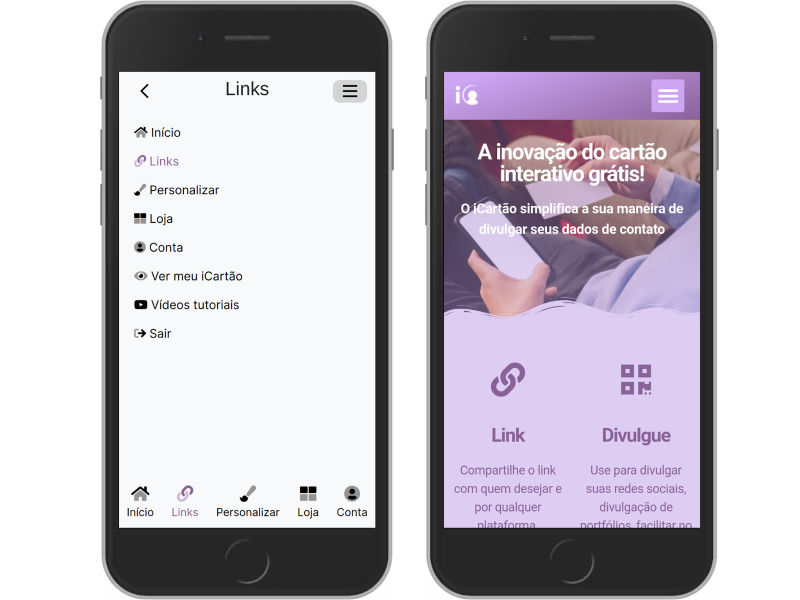 Links
Início
Links
Personalizar
Loja
Conta
Ver meu iCartão
Vídeos tutoriais
Sair
Início Links Personalizar Loja Conta
iC
A inovação do cartão
interativo grátis!
O iCartão simplifica a sua maneira de
divulgar seus dados de contato
Link
Compartilhe o link
com quem desejar e
por qualquer
plataforma
Divulgue
Use para divulgar
suas redes sociais,
divulgação de
portfólios, facilitar no